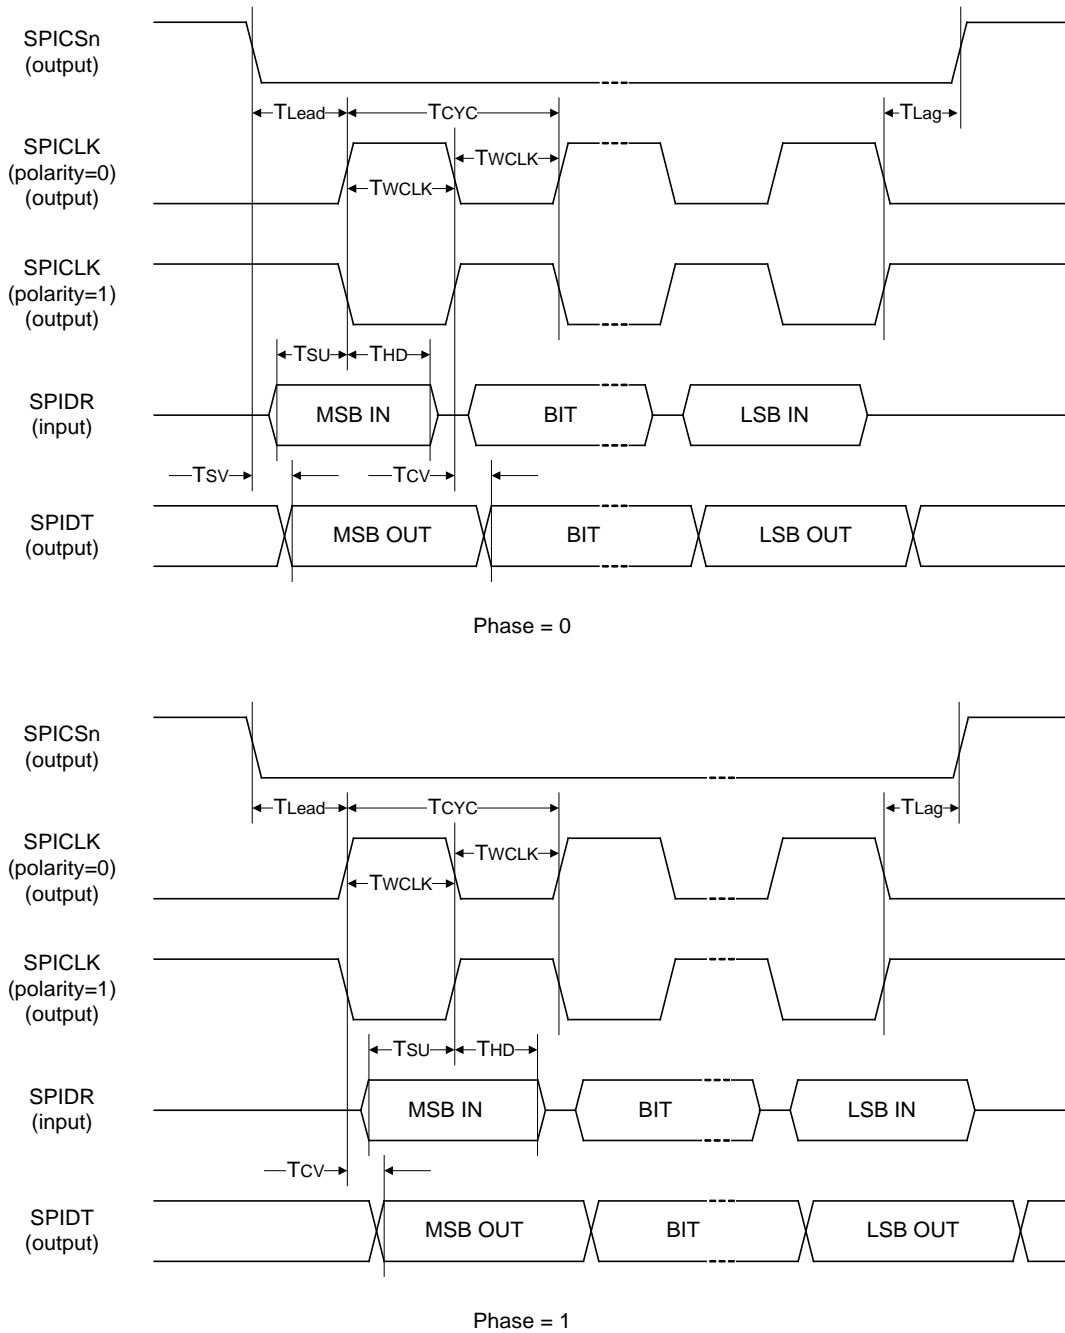 SPICSn
(output)
TLead
TCYC
TLag
SPICLK
(polarity=0)
(output)
TWCLK
TWCLK
SPICLK
(polarity=1)
(output)
TSU
THD
SPIDR
(input)
MSB IN
BIT
LSB IN
TSV
TCV
SPIDT
(output)
MSB OUT
BIT
LSB OUT
Phase = 0
SPICSn
(output)
TLead
TCYC
TLag
SPICLK
(polarity=0)
(output)
TWCLK
TWCLK
SPICLK
(polarity=1)
(output)
TSU
THD
SPIDR
(input)
MSB IN
BIT
LSB IN
TCV
SPIDT
(output)
MSB OUT
BIT
LSB OUT
Phase = 1